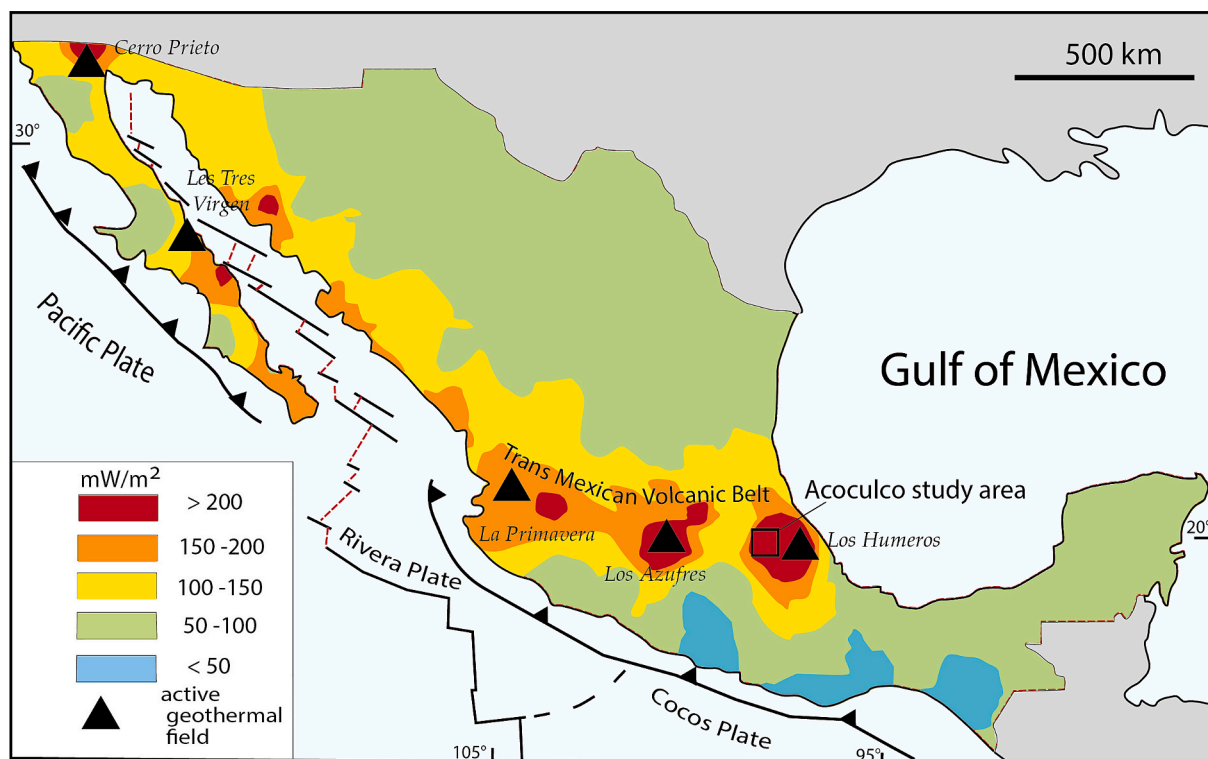 Cerro Prieto
500 km
30°
Les Tres
Virgen
Pacific Plate
Gulf of Mexico
mW/m²
> 200
150 -200
100 -150
50 -100
< 50
active
geothermal
field
Trans Mexican Volcanic Belt
Acoculco study area
La Primavera
Los Azufres
Los Humeros
20°
Rivera Plate
Cocos Plate
105°
95°